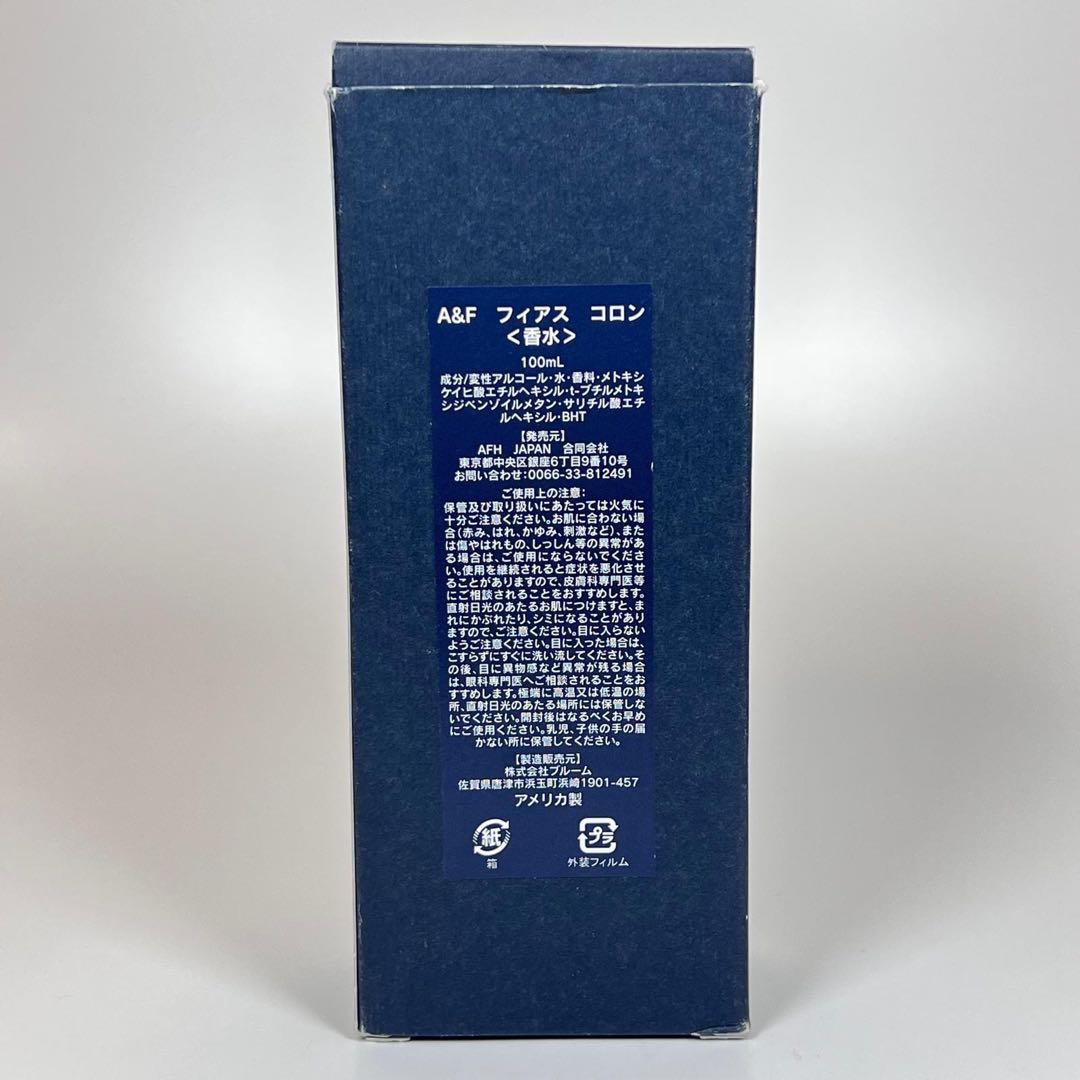 A&F フィアス コロン
＜香水＞
100mL
成分/変性アルコール・水・香料・メトキシ
ケイヒ酸エチルヘキシル・t-ブチルメトキ
シジベンゾイルメタン・サリチル酸エチ
ルヘキシル・BHT
【発売元】
AFH JAPAN 合同会社
東京都中央区銀座6丁目9番10号
お問い合わせ:0066-33-812491
ご使用上の注意:
保管及び取り扱いにあたっては火気に
十分ご注意ください。お肌に合わない場
合(赤み、はれ、かゆみ、刺激など)、また
は傷やはれもの、しっしん等の異常があ
る場合は、ご使用にならないでくださ
い。使用を継続されると症状を悪化させ
ることがありますので、皮膚科専門医等
にご相談されることをおすすめします。
直射日光のあたるお肌につけますと、ま
れにかぶれたり、シミになることがあり
ますので、ご注意ください。目に入らない
ようご注意ください。目に入った場合は、
こすらずにすぐに洗い流してください。そ
の後、目に異物感など異常が残る場合
は、眼科専門医へご相談されることをお
すすめします。極端に高温又は低温の場
所、直射日光のあたる場所には保管しな
いでください。開封後はなるべくお早め
にご使用ください。乳児、子供の手の届
かない所に保管してください。
【製造販売元】
株式会社ブルーム
佐賀県唐津市浜玉町浜崎1901-457
アメリカ製
紙 プラ
箱 外装フィルム